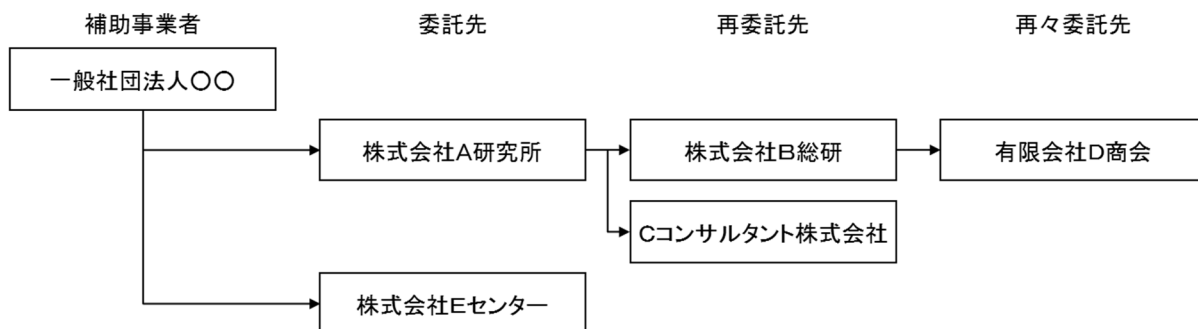 補助事業者
委託先
再委託先
再々委託先
一般社団法人〇〇
株式会社A研究所
株式会社B総研
有限会社D商会
Cコンサルタント株式会社
株式会社Eセンター